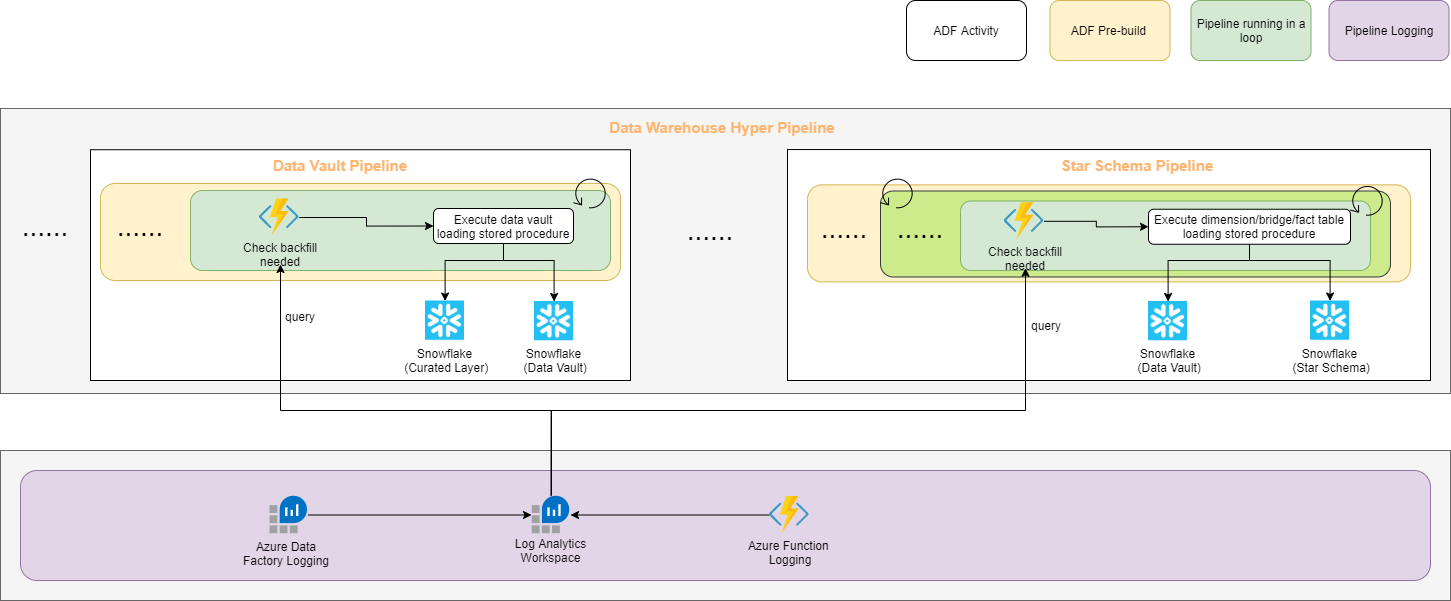 ADF Activity
ADF Pre-build
Pipeline running in a
loop
Pipeline Logging
Data Warehouse Hyper Pipeline
Data Vault Pipeline
Star Schema Pipeline
......
......
Check backfill
needed
Execute data vault
loading stored procedure
......
......
......
Check backfill
needed
Execute dimension/bridge/fact table
loading stored procedure
query
Snowflake
(Curated Layer)
Snowflake
(Data Vault)
query
Snowflake
(Data Vault)
Snowflake
(Star Schema)
Azure Data
Factory Logging
Log Analytics
Workspace
Azure Function
Logging